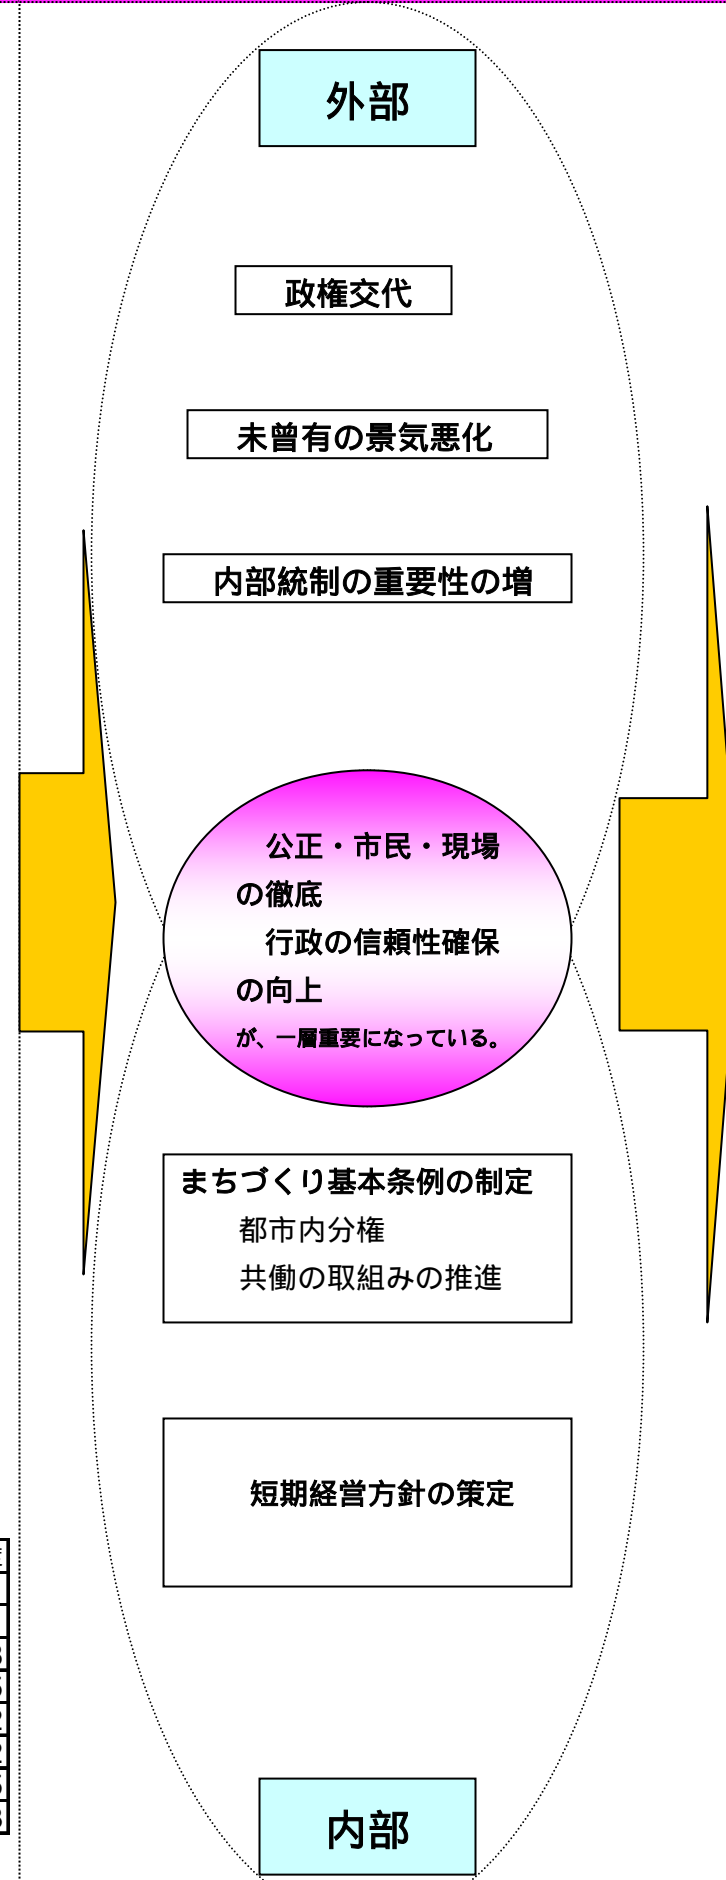 外部
政権交代
未曾有の景気悪化
内部統制の重要性の増
公正・市民・現場
の徹底
行政の信頼性確保
の向上
が、一層重要になっている。
まちづくり基本条例の制定
都市内分権
共働の取組みの推進
短期経営方針の策定
内部